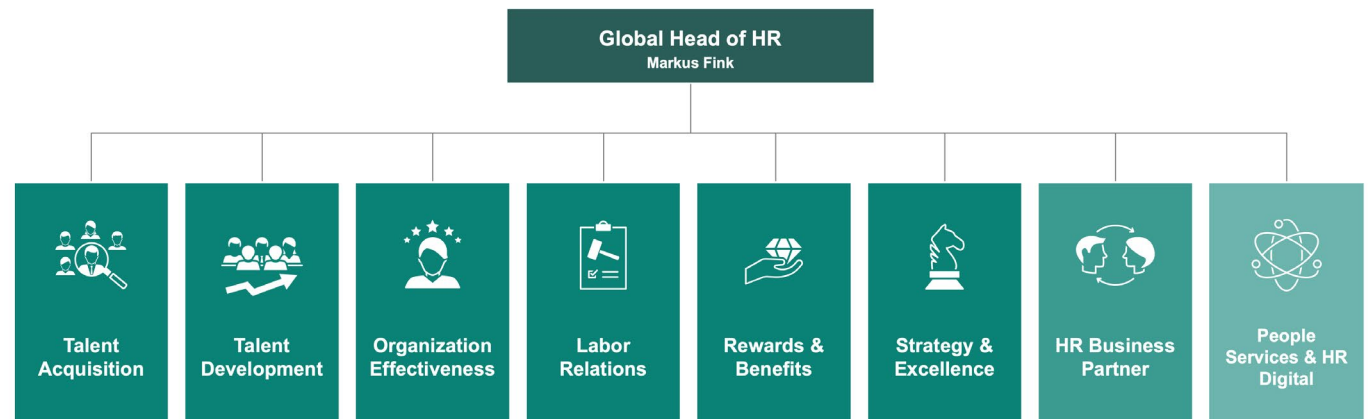 Global Head of HR
Markus Fink
Talent
Acquisition
Talent
Development
Organization
Effectiveness
Labor
Relations
Rewards &
Benefits
Strategy &
Excellence
HR Business
Partner
People
Services & HR
Digital